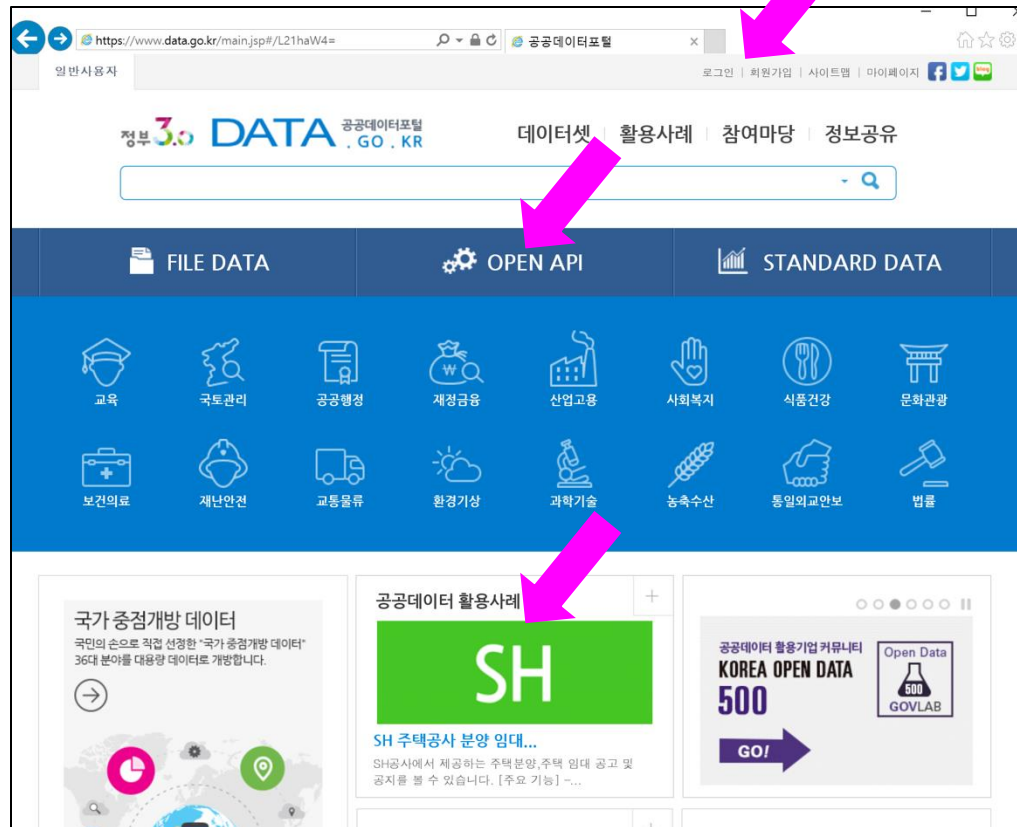 https://www.data.go.kr/main.jsp#/L21haW4=
공공데이터포털
일반사용자
로그인 | 회원가입 | 사이트맵 | 마이페이지
정부3.0 DATA 공공데이터포털
. GO . KR
데이터셋 활용사례 참여마당 정보공유
FILE DATA
OPEN API
STANDARD DATA
교육 국토관리 공공행정 재정금융 산업고용 사회복지 식품건강 문화관광
보건의료 재난안전 교통물류 환경기상 과학기술 농축수산 통일외교안보 법률
국가 중점개방 데이터
국민의 손으로 직접 선정한 "국가 중점개방 데이터"
36대 분야를 대용량 데이터로 개방합니다.
공공데이터 활용사례
SH
SH 주택공사 분양 임대...
SH공사에서 제공하는 주택분양,주택 임대 공고 및
공지를 볼 수 있습니다. [주요 기능] -...
공공데이터 활용기업 커뮤니티
KOREA OPEN DATA
500
GO!
Open Data
500
GOVLAB